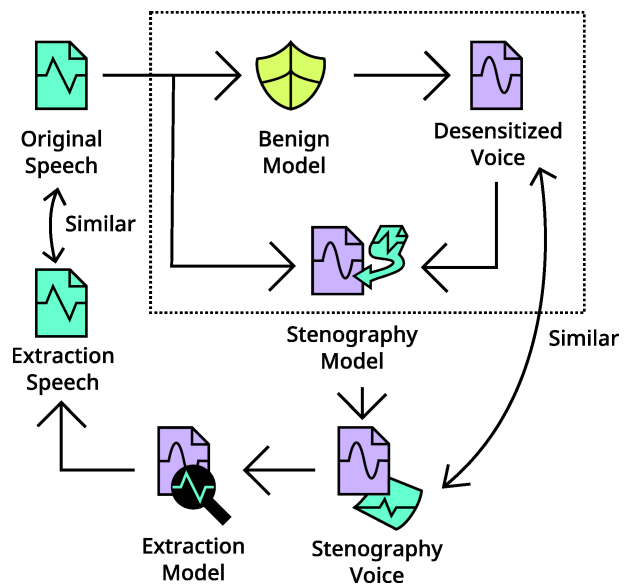 Original
Speech
Benign
Model
Desensitized
Voice
Similar
Extraction
Speech
Stenography
Model
Similar
Extraction
Model
Stenography
Voice